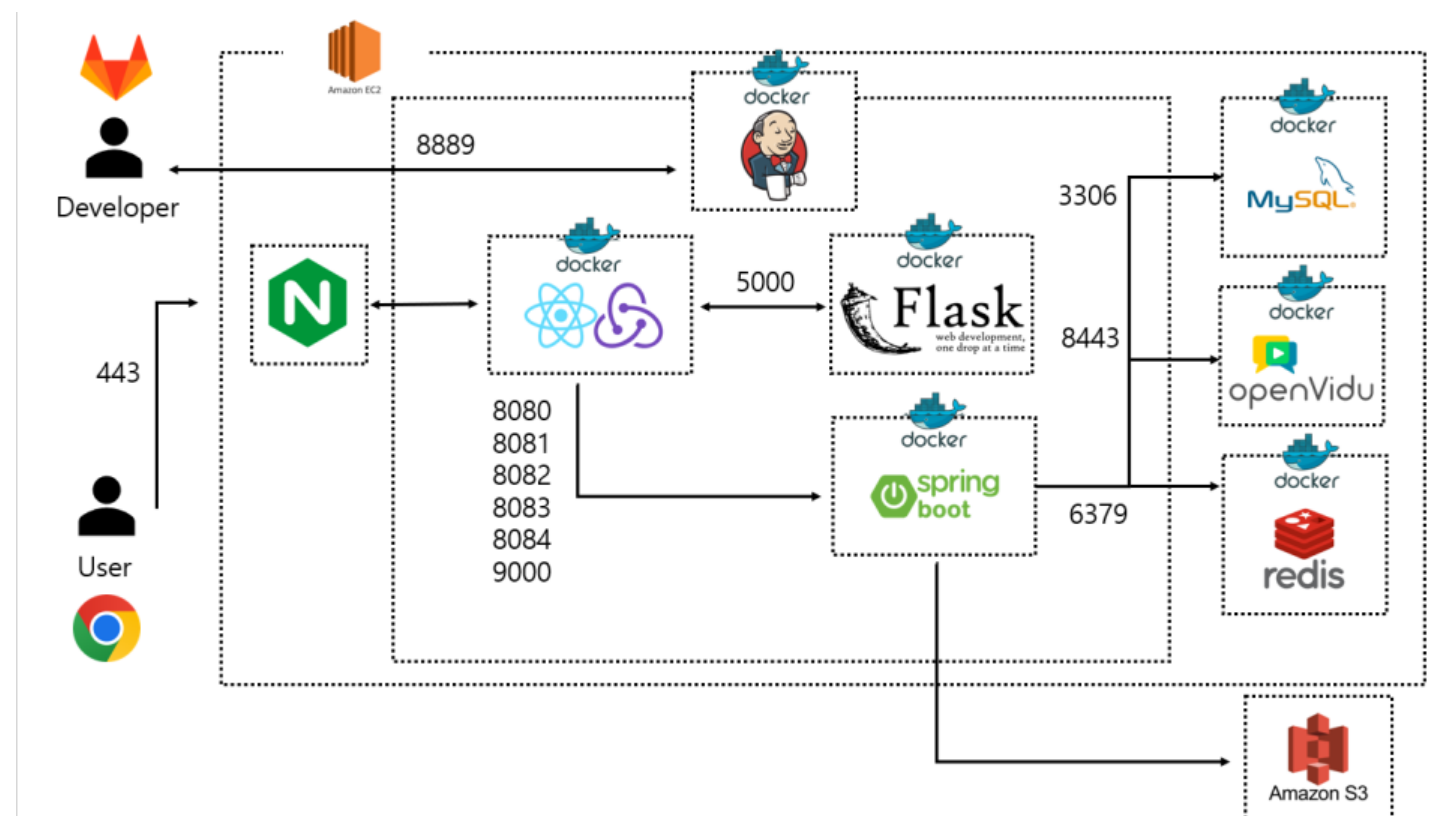 Amazon EC2
docker
8889
Developer
docker
3306
MySQL
docker
docker
5000
Flask
web development,
one drop at a time
443
docker
8443
openVidu
8080
8081
8082
8083
8084
9000
docker
spring
boot
6379
docker
redis
User
Amazon S3